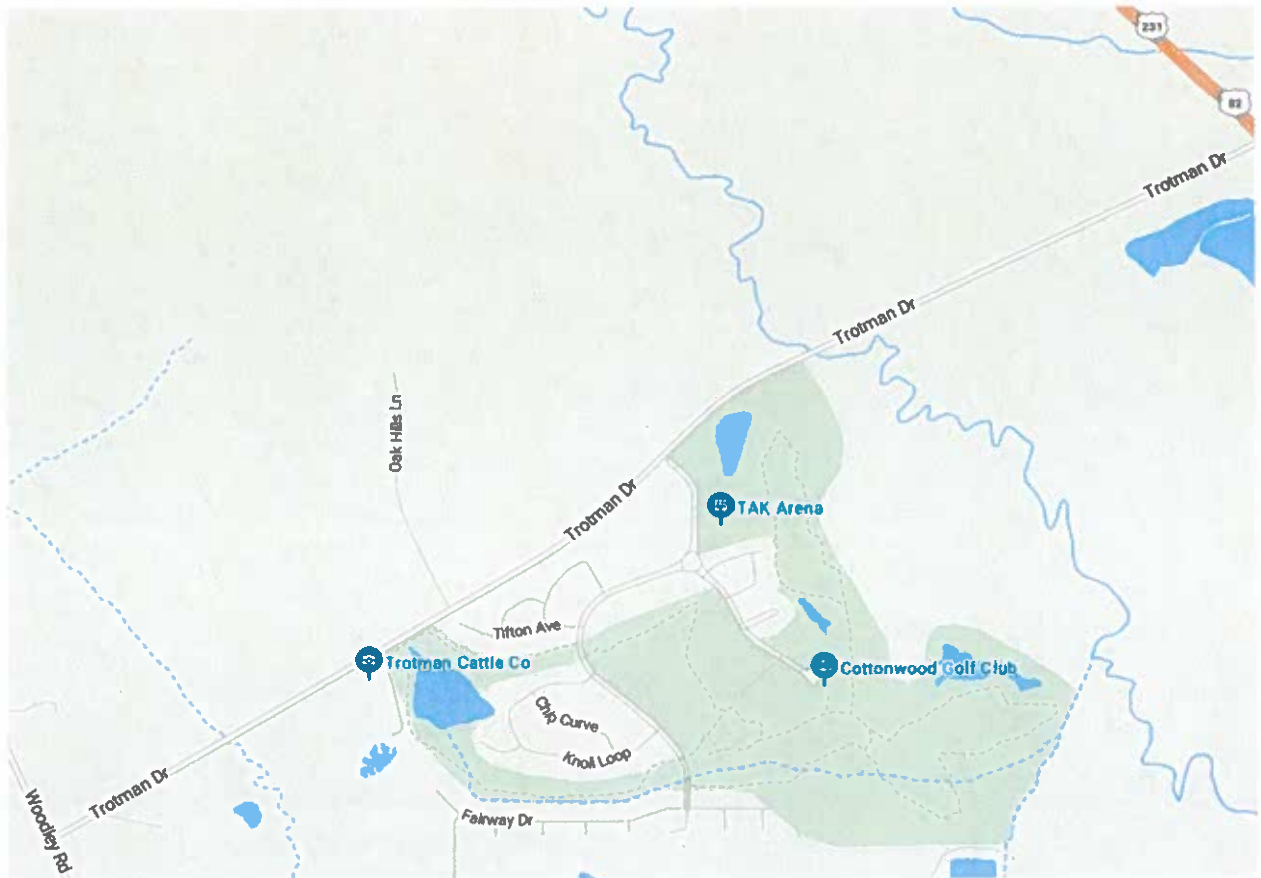 231
82
Trotman Dr
Trotman Dr
Oak Hills Ln
Trotman Dr
TAK Arena
Tifton Ave
Trotman Cattle Co
Cottonwood Golf Club
Chip Curve
Knoll Loop
Trotman Dr
Woodley Rd
Fairway Dr